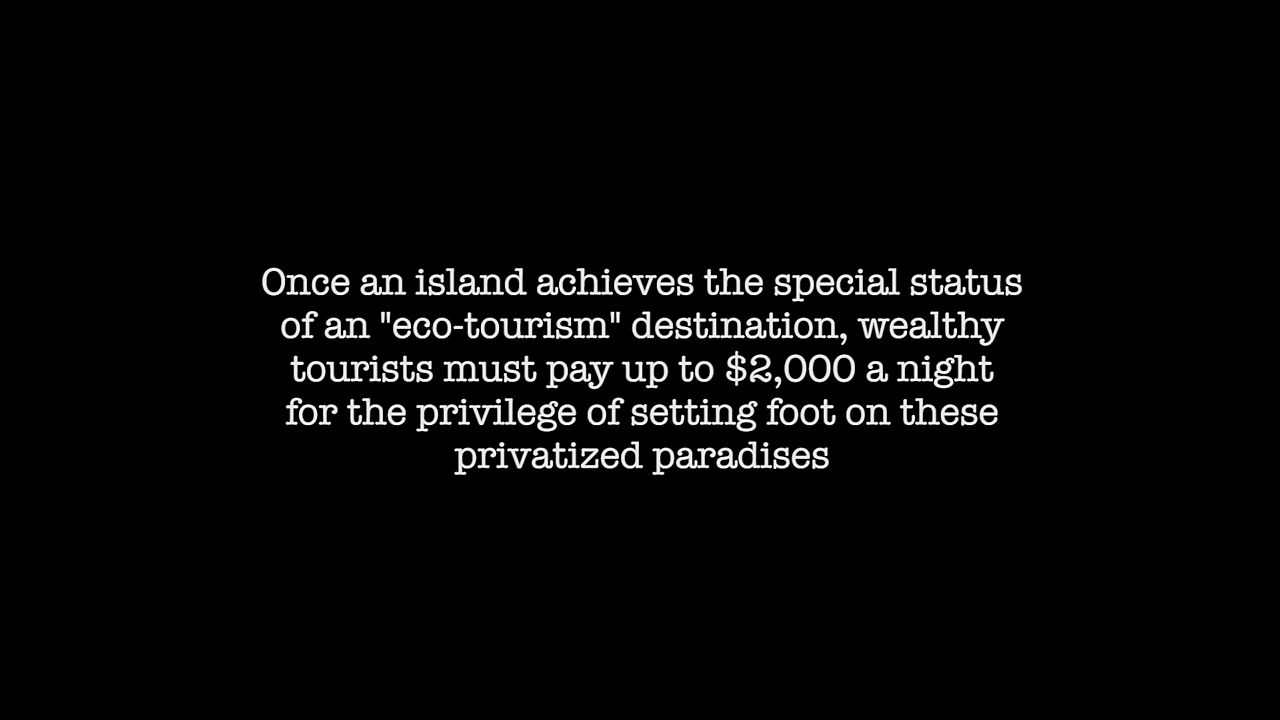 Once an island achieves the special status
of an "eco-tourism" destination, wealthy
tourists must pay up to $2,000 a night
for the privilege of setting foot on these
privatized paradises